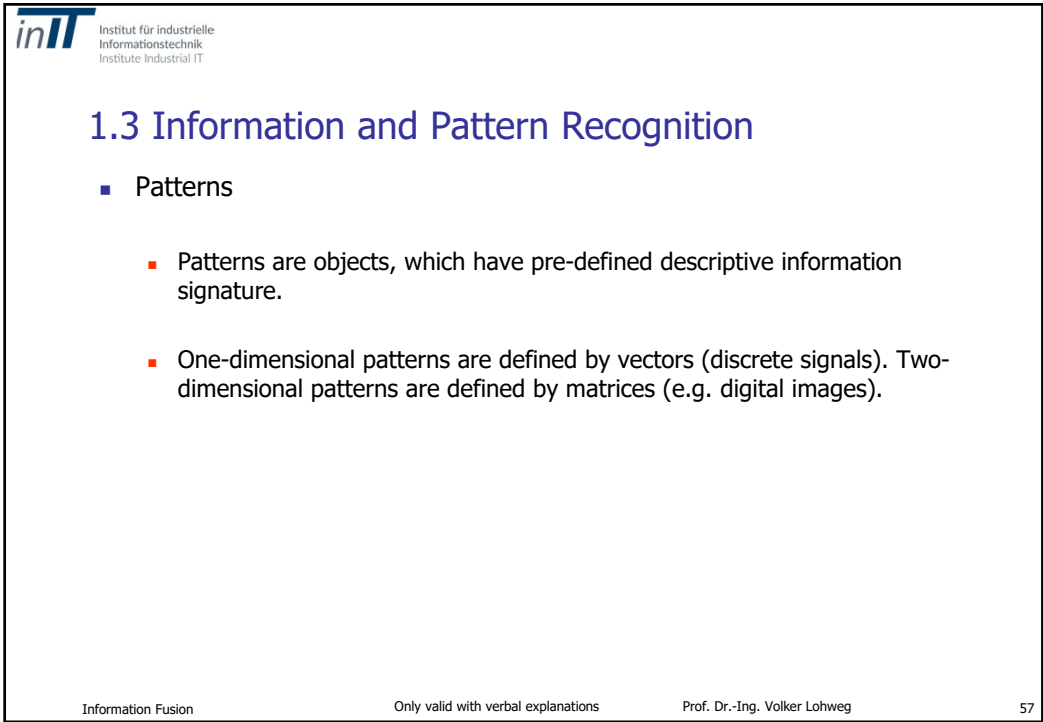 inIT
Institut für industrielle
Informationstechnik
Institute Industrial IT
1.3 Information and Pattern Recognition
Patterns
Patterns are objects, which have pre-defined descriptive information
signature.
One-dimensional patterns are defined by vectors (discrete signals). Two-
dimensional patterns are defined by matrices (e.g. digital images).
Information Fusion Only valid with verbal explanations Prof. Dr.-Ing. Volker Lohweg 57